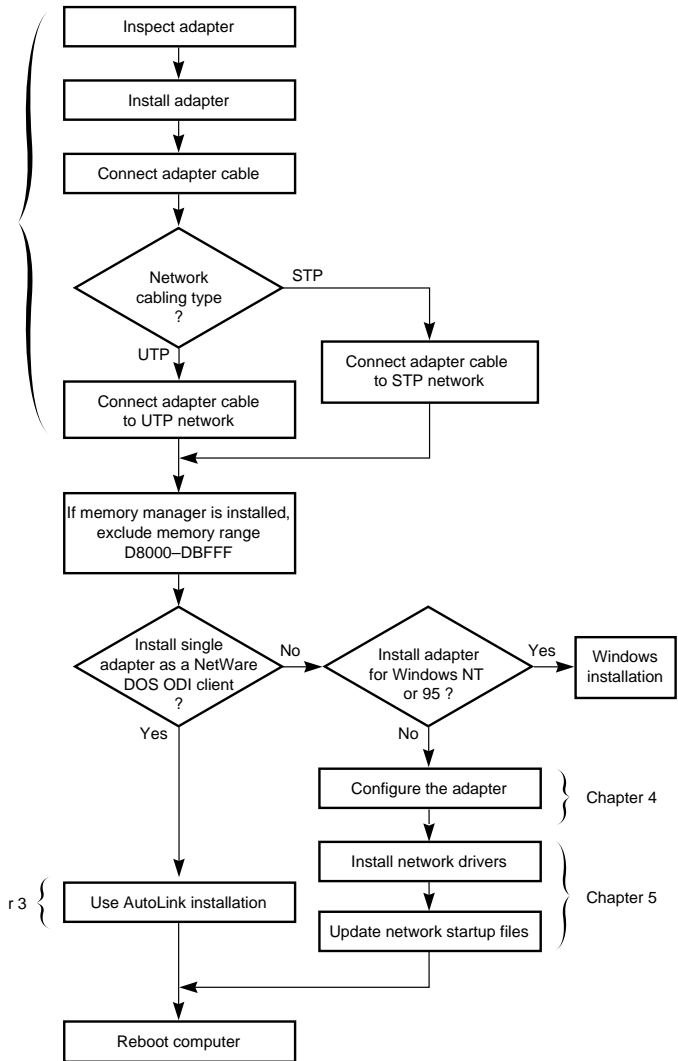 Inspect adapter
Install adapter
Connect adapter cable
Network
cabling type
?
STP
UTP
Connect adapter cable
to STP network
Connect adapter cable
to UTP network
If memory manager is installed,
exclude memory range
D8000–DBFFF
Install single
adapter as a NetWare
DOS ODI client
?
No
Install adapter
for Windows NT
or 95 ?
Yes
Windows
installation
Yes
No
Configure the adapter
Chapter 4
Install network drivers
Chapter 5
r 3
Use AutoLink installation
Update network startup files
Reboot computer